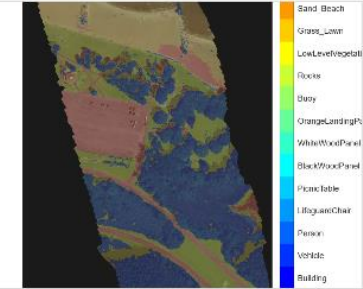 Sand_Beach
Grass_Lawn
LowLevelVegetati
Rocks
Buoy
OrangeLandingPa
WhiteWoodPanel
BlackWoodPanel
PicnicTable
LifeguardChair
Person
Vehicle
Building